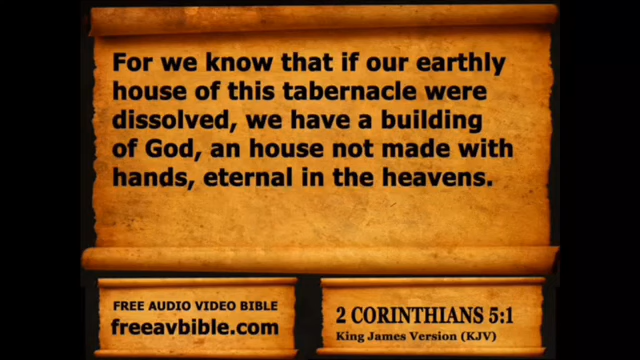 For we know that if our earthly
house of this tabernacle were
dissolved, we have a building
of God, an house not made with
hands, eternal in the heavens.
FREE AUDIO VIDEO BIBLE
freeavbible.com
2 CORINTHIANS 5:1
King James Version (KJV)